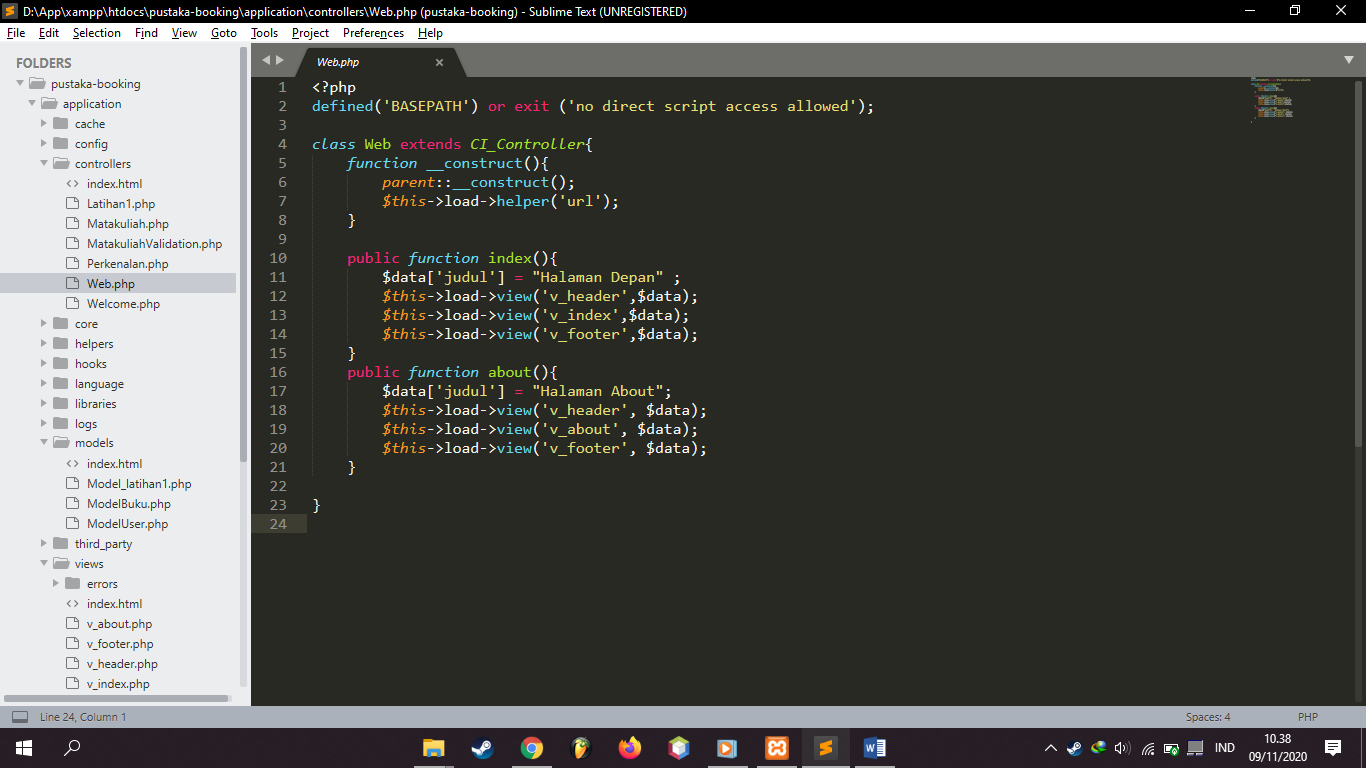 D:\App\xampp\htdocs\pustaka-booking\application\controllers\Web.php (pustaka-booking) - Sublime Text (UNREGISTERED)
File Edit Selection Find View Goto Tools Project Preferences Help
FOLDERS
pustaka-booking
application
cache
config
controllers
index.html
Latihan1.php
Matakuliah.php
MatakuliahValidation.php
Perkenalan.php
Web.php
Welcome.php
core
helpers
hooks
language
libraries
logs
models
index.html
Model_latihan1.php
ModelBuku.php
ModelUser.php
third_party
views
errors
index.html
v_about.php
v_footer.php
v_header.php
v_index.php
Web.php
1 <?php
2 defined('BASEPATH') or exit ('no direct script access allowed');
3
4 class Web extends CI_Controller{
5 function __construct(){
6 parent::__construct();
7 $this->load->helper('url');
8 }
9
10 public function index(){
11 $data['judul'] = "Halaman Depan" ;
12 $this->load->view('v_header',$data);
13 $this->load->view('v_index',$data);
14 $this->load->view('v_footer',$data);
15 }
16 public function about(){
17 $data['judul'] = "Halaman About";
18 $this->load->view('v_header', $data);
19 $this->load->view('v_about', $data);
20 $this->load->view('v_footer', $data);
21 }
22
23 }
24
Line 24, Column 1 Spaces: 4 PHP
IND
10.38
09/11/2020